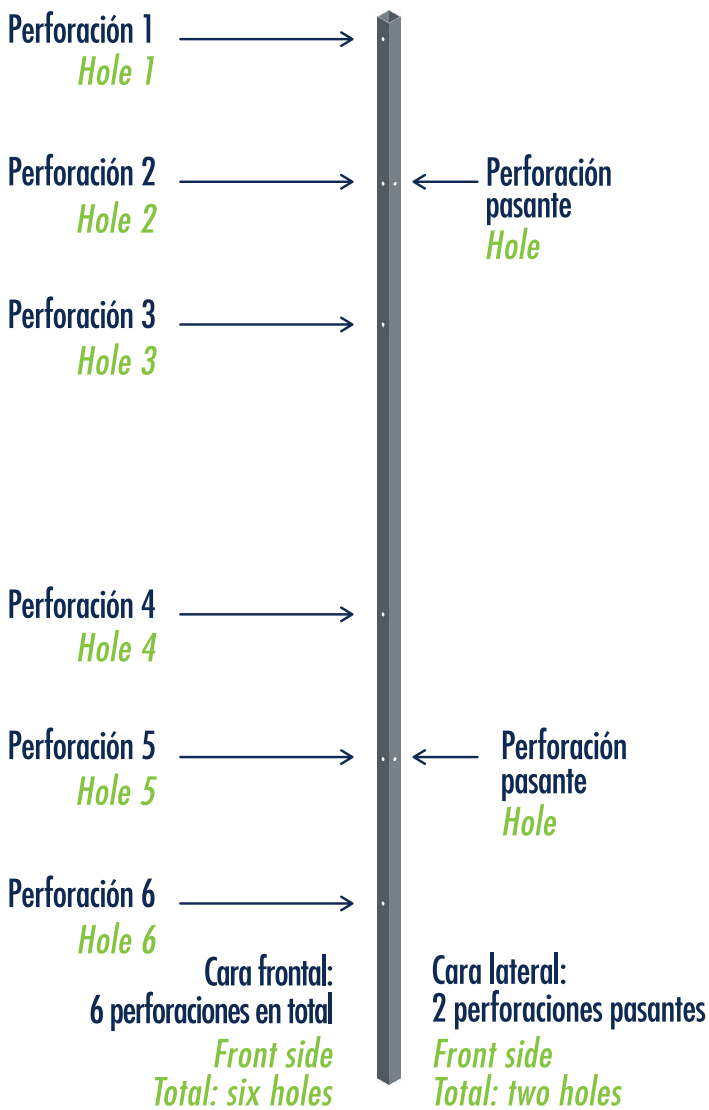 Perforación 1
Hole 1
Perforación 2
Hole 2
Perforación
pasante
Hole
Perforación 3
Hole 3
Perforación 4
Hole 4
Perforación 5
Hole 5
Perforación
pasante
Hole
Perforación 6
Hole 6
Cara frontal:
6 perforaciones en total
Front side
Total: six holes
Cara lateral:
2 perforaciones pasantes
Front side
Total: two holes